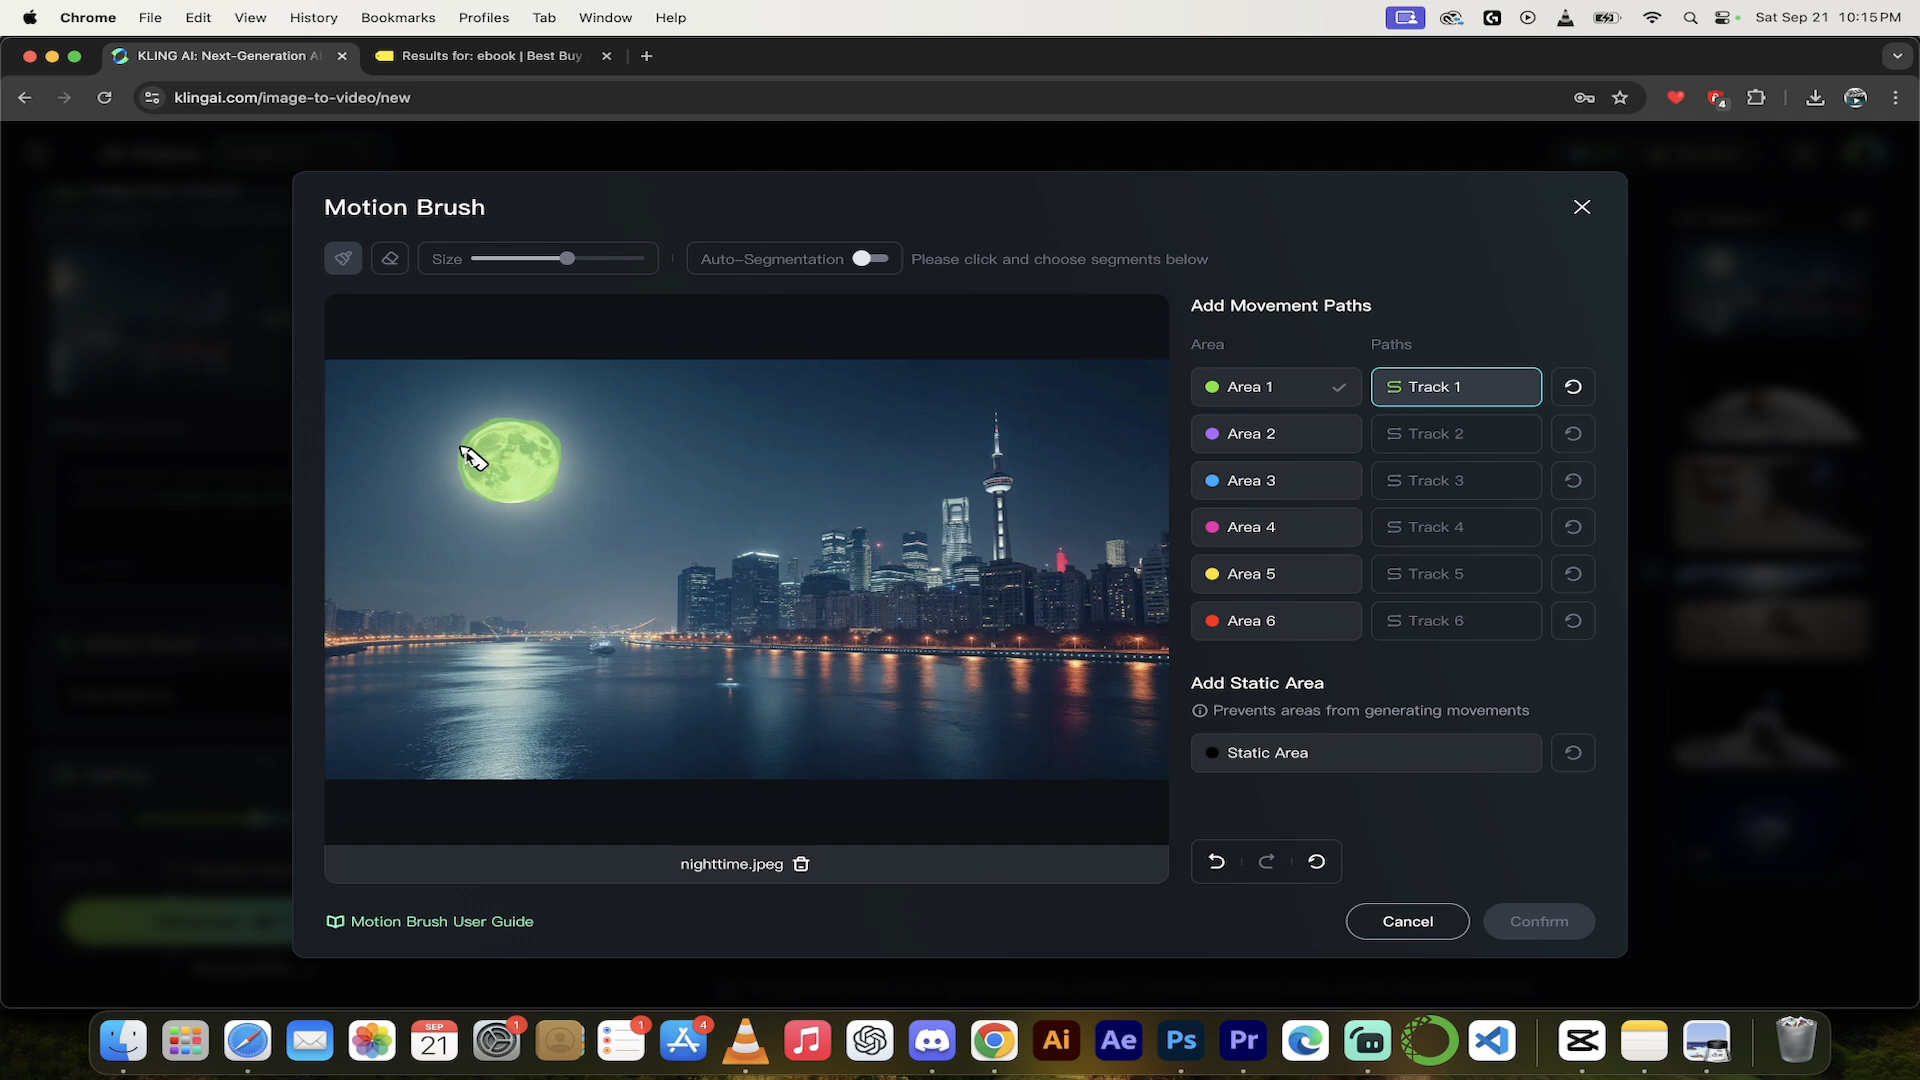 Chrome File Edit View History Bookmarks Profiles Tab Window Help
Sat Sep 21 10:15 PM
KLING AI: Next-Generation AI
Results for: ebook | Best Buy
klingai.com/image-to-video/new
4
Motion Brush
Size
Auto-Segmentation
Please click and choose segments below
Add Movement Paths
Area Paths
Area 1 Track 1
Area 2 Track 2
Area 3 Track 3
Area 4 Track 4
Area 5 Track 5
Area 6 Track 6
Add Static Area
Prevents areas from generating movements
Static Area
nighttime.jpeg
Motion Brush User Guide
Cancel Confirm
SEP
21
1
1
4
Ai
Ae
Ps
Pr